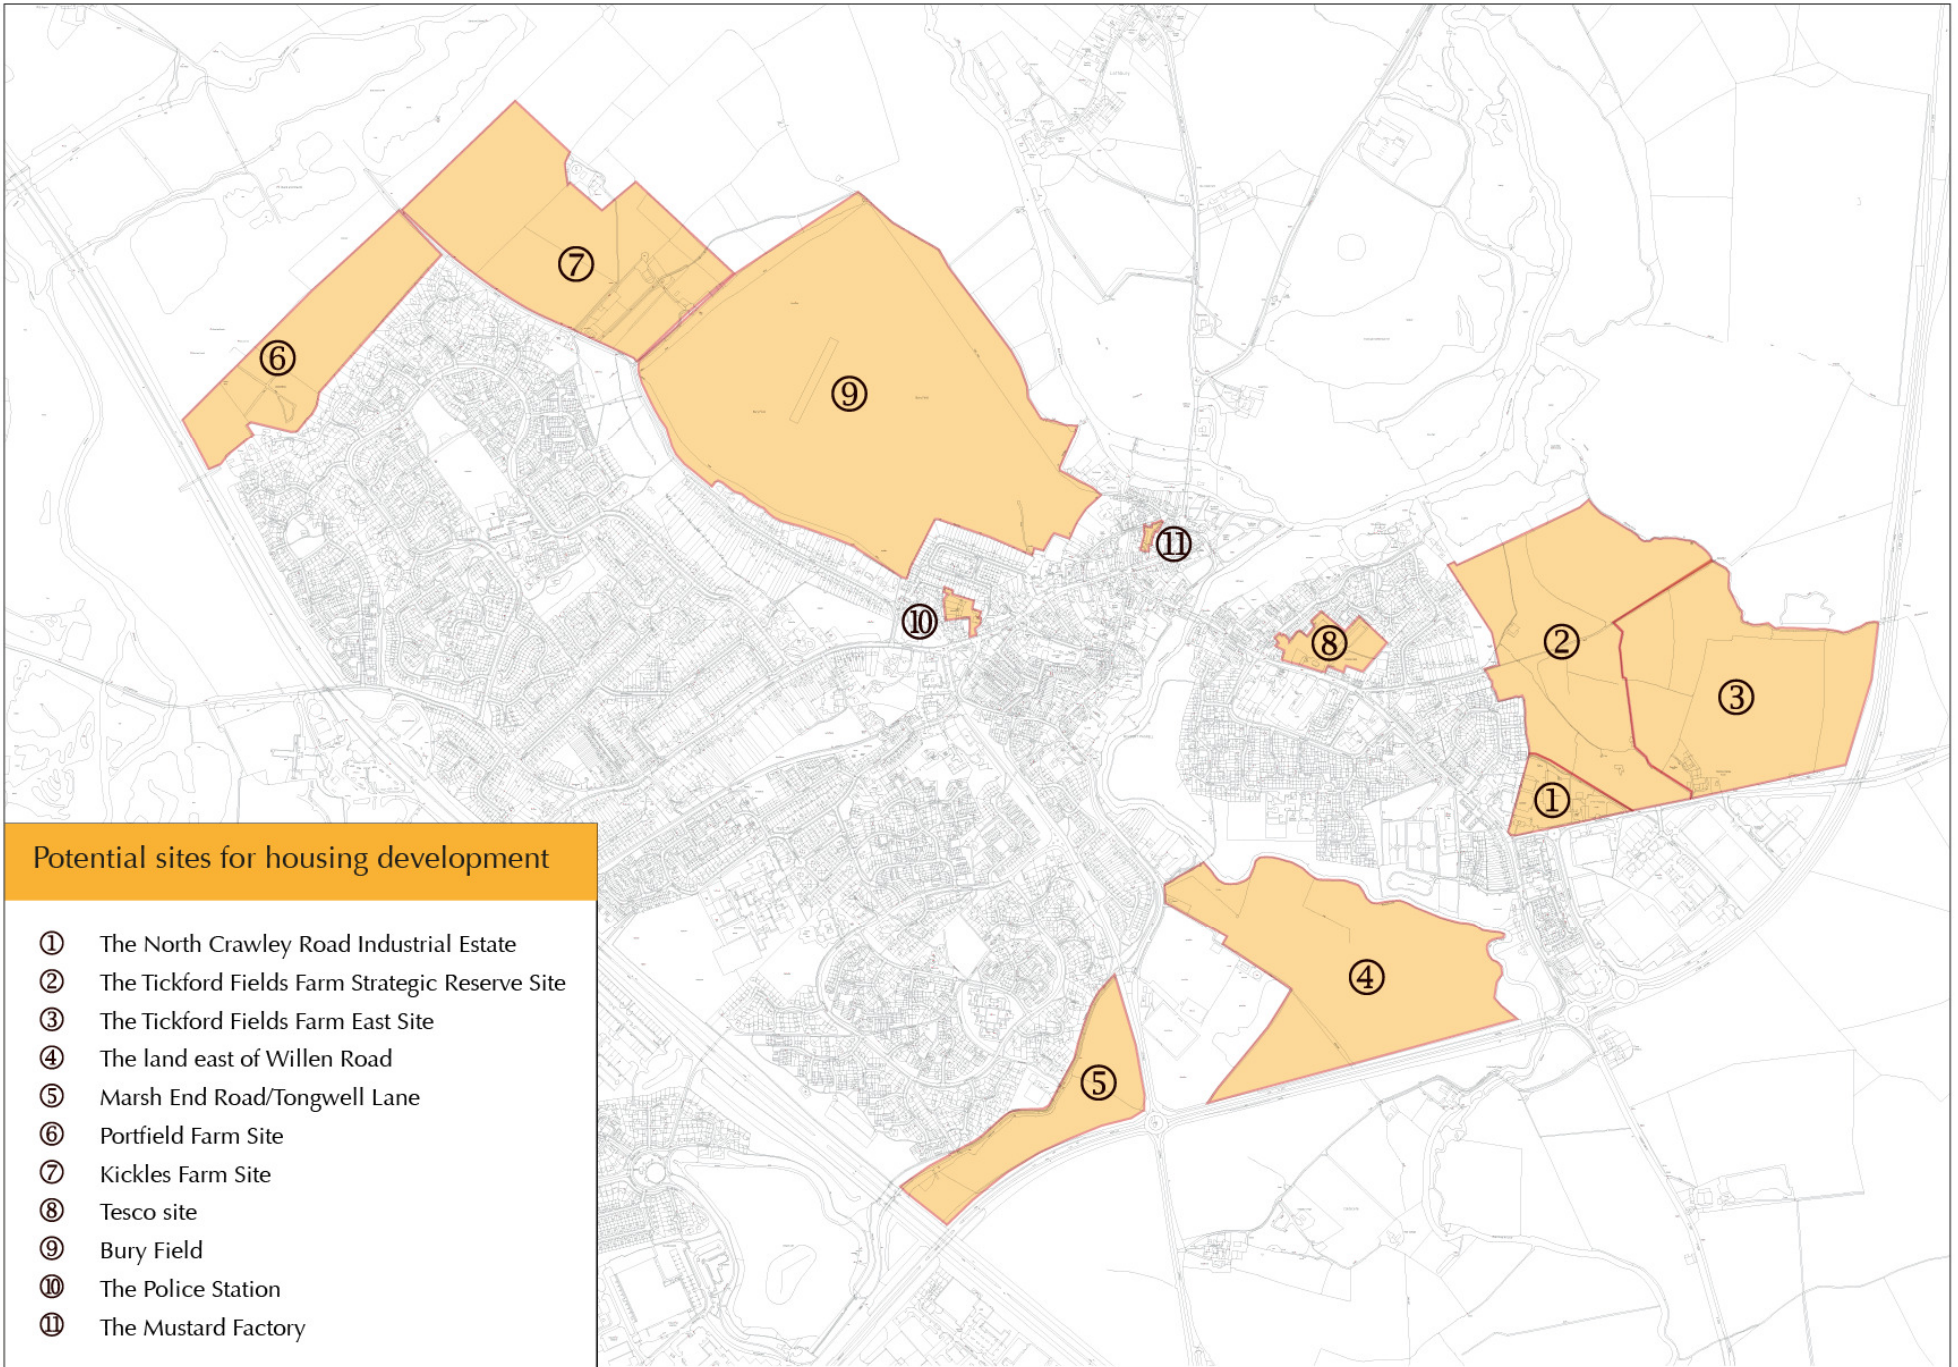 ⑦
⑥
⑨
⑪
⑩
⑧
②
③
①
④
⑤
Potential sites for housing development
① The North Crawley Road Industrial Estate
② The Tickford Fields Farm Strategic Reserve Site
③ The Tickford Fields Farm East Site
④ The land east of Willen Road
⑤ Marsh End Road/Tongwell Lane
⑥ Portfield Farm Site
⑦ Kickles Farm Site
⑧ Tesco site
⑨ Bury Field
⑩ The Police Station
⑪ The Mustard Factory